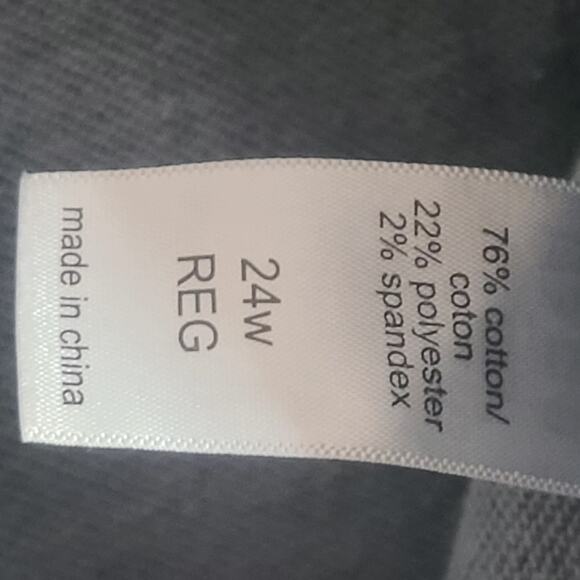 76% cotton/
coton
22% polyester
2% spandex
24w
REG
made in china